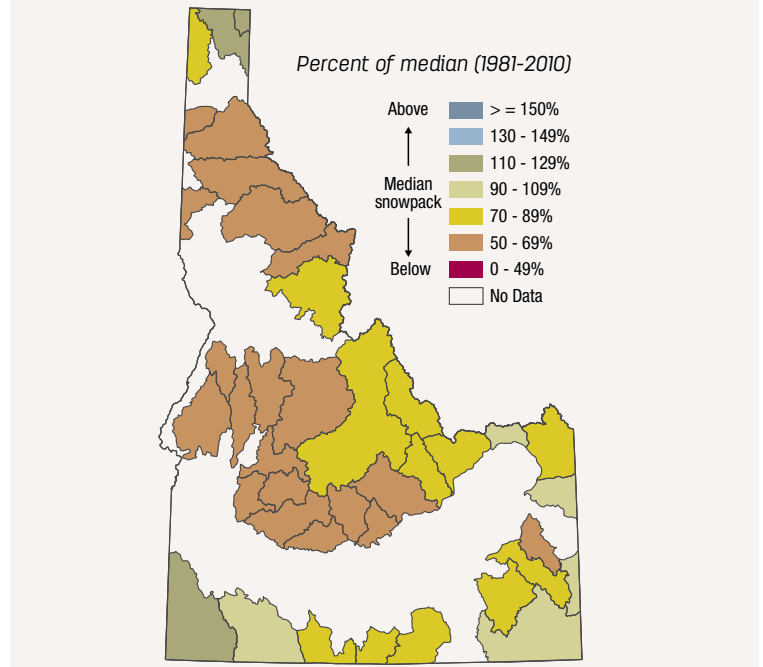 Percent of median (1981-2010)
Above
Median
snowpack
Below
> = 150%
130 - 149%
110 - 129%
90 - 109%
70 - 89%
50 - 69%
0 - 49%
No Data